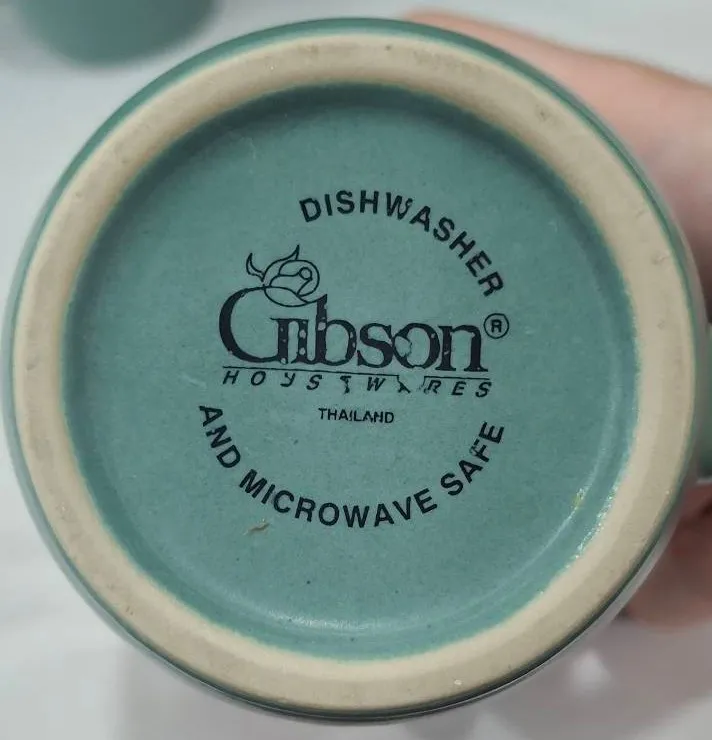 DISHWASHER
Gibson®
HOUSEWARES
THAILAND
AND MICROWAVE SAFE